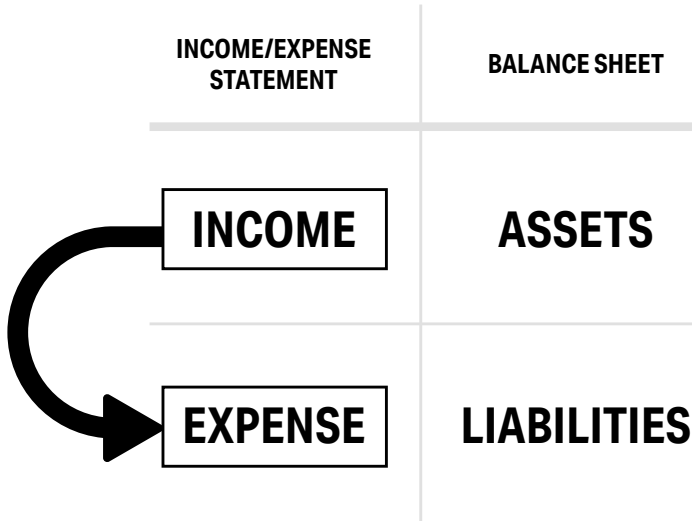 INCOME/EXPENSE
STATEMENT
BALANCE SHEET
INCOME
ASSETS
EXPENSE
LIABILITIES